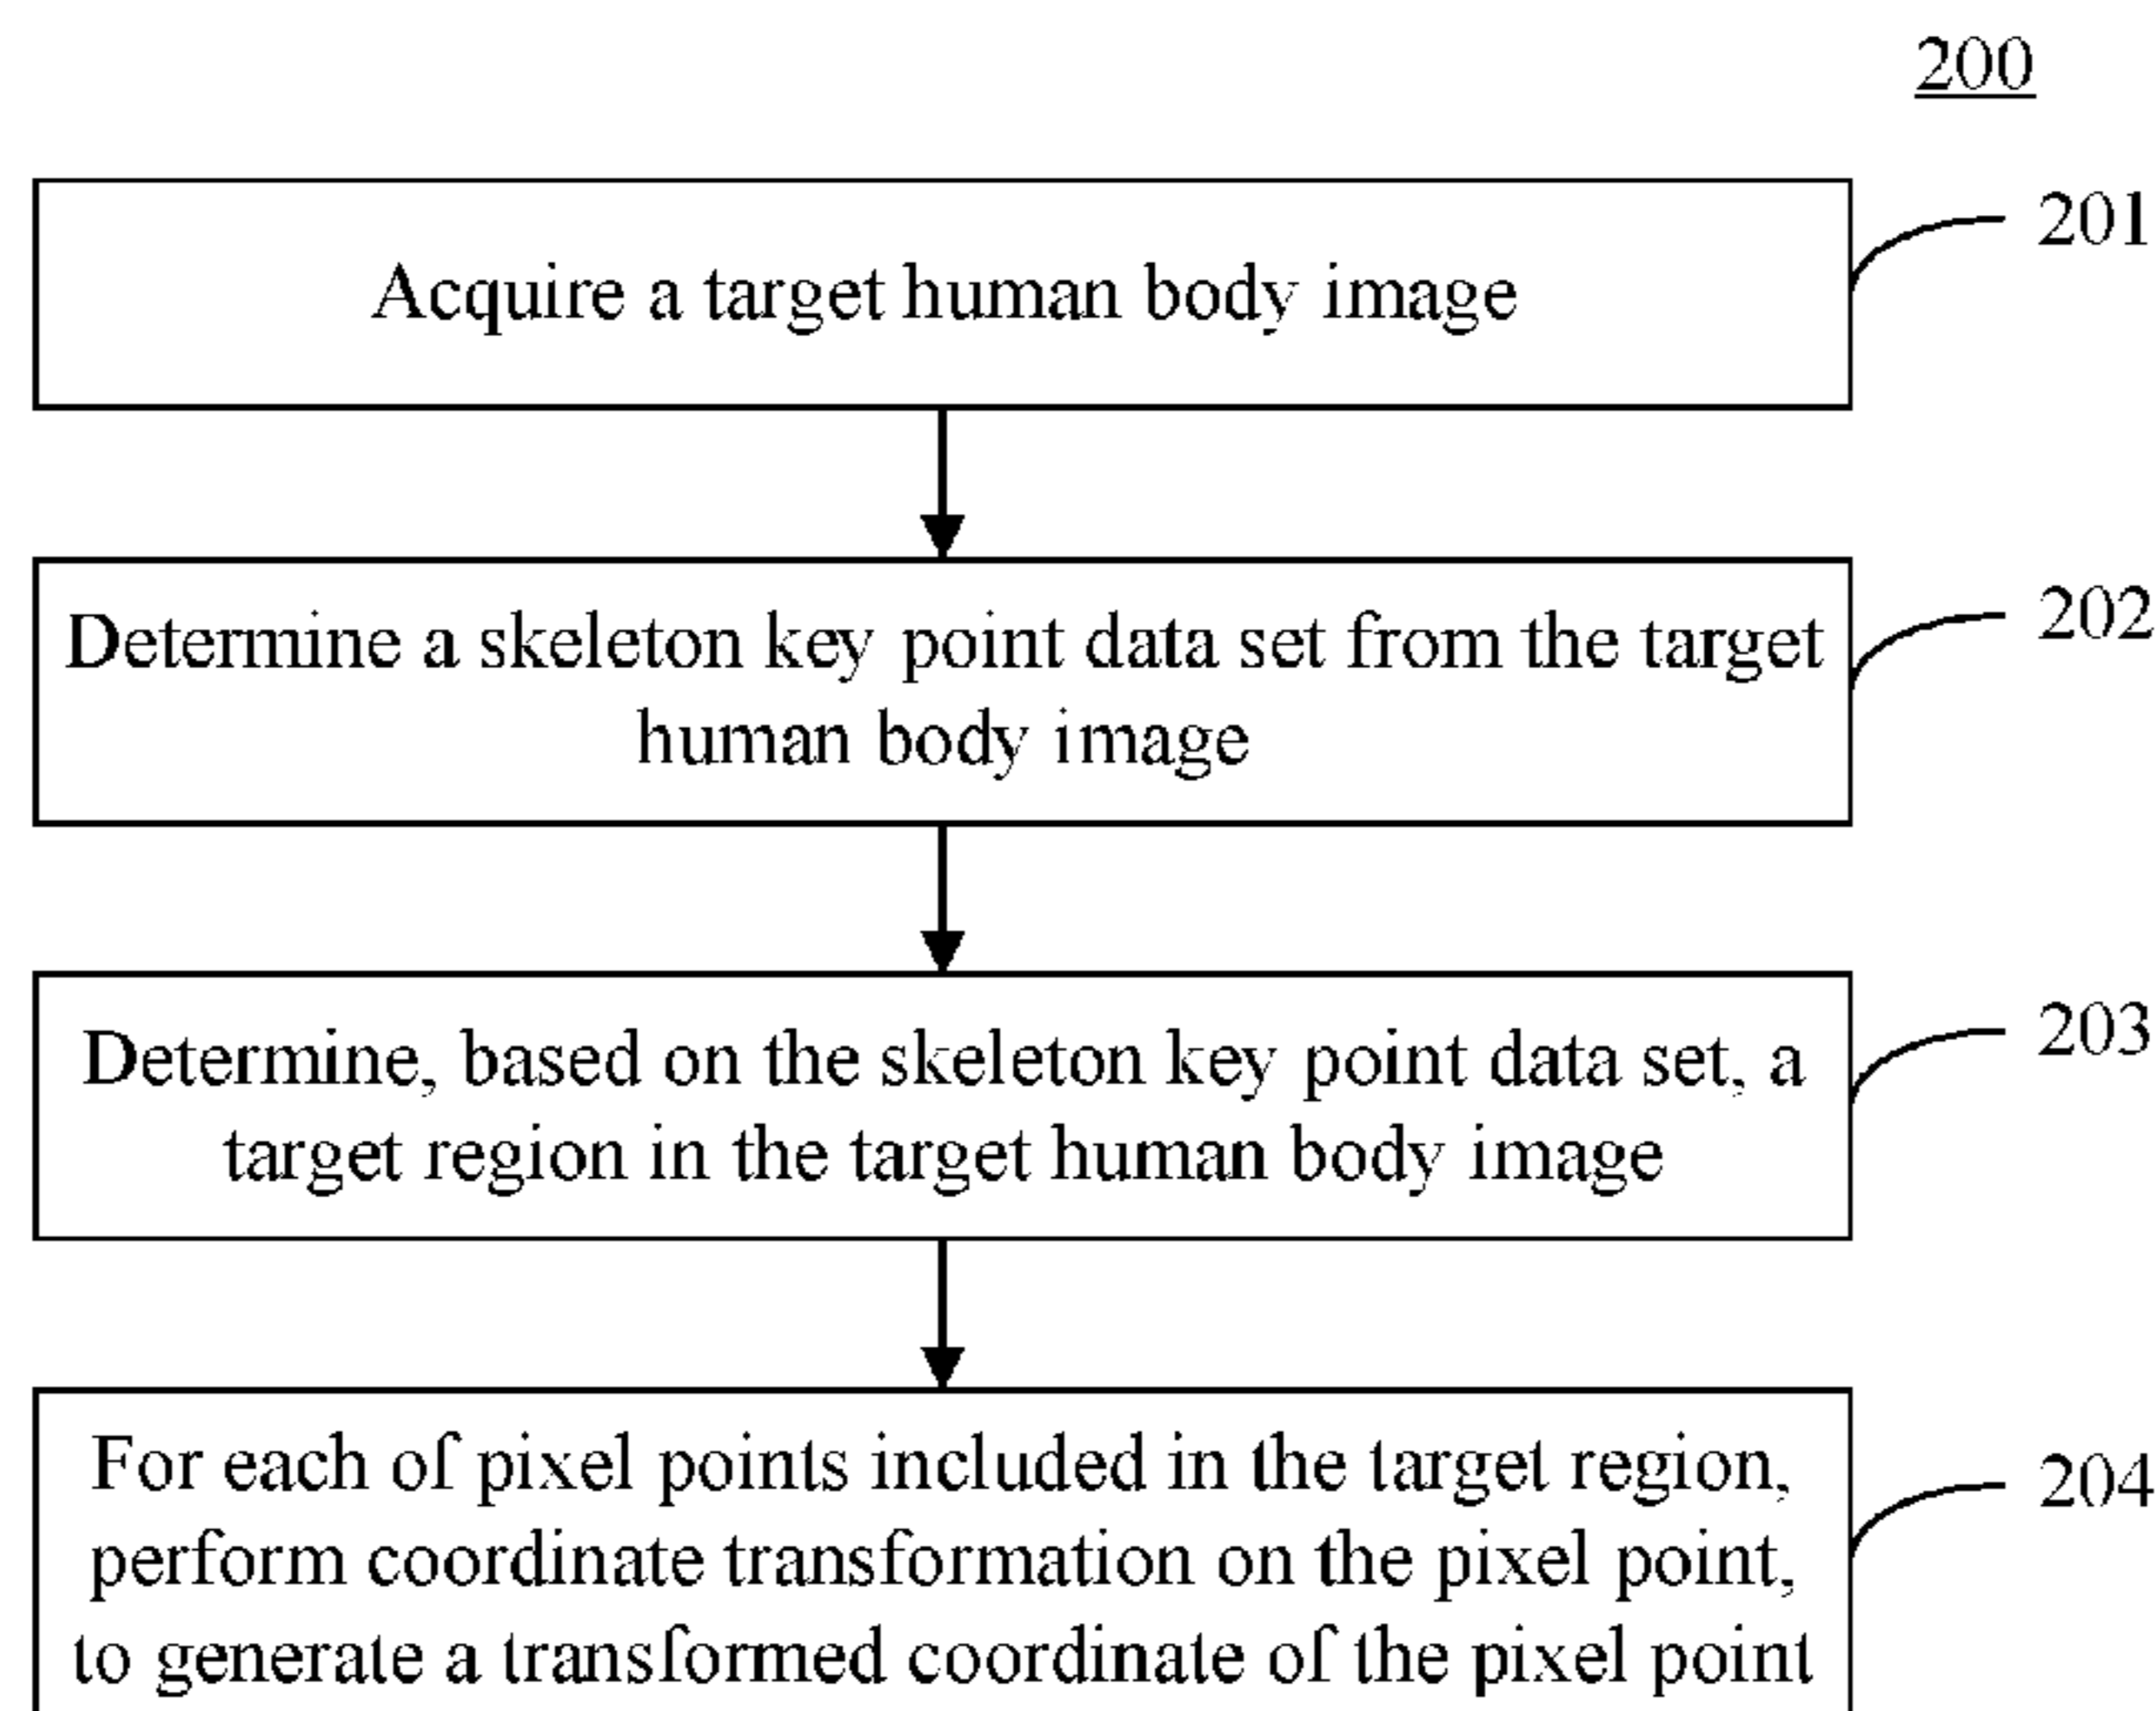 200
Acquire a target human body image
201
Determine a skeleton key point data set from the target
human body image
202
Determine, based on the skeleton key point data set, a
target region in the target human body image
203
For each of pixel points included in the target region,
perform coordinate transformation on the pixel point,
to generate a transformed coordinate of the pixel point
204